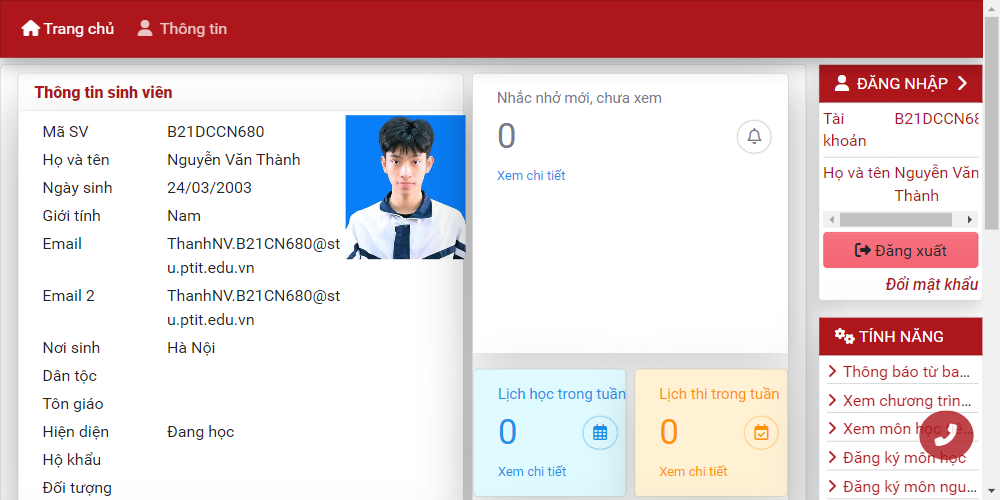 Trang chủ Thông tin
Thông tin sinh viên
Mã SV B21DCCN680
Họ và tên Nguyễn Văn Thành
Ngày sinh 24/03/2003
Giới tính Nam
Email ThanhNV.B21CN680@st
u.ptit.edu.vn
Email 2 ThanhNV.B21CN680@st
u.ptit.edu.vn
Nơi sinh Hà Nội
Dân tộc
Tôn giáo
Hiện diện Đang học
Hộ khẩu
Đối tượng
Nhắc nhở mới, chưa xem
0
Xem chi tiết
Lịch học trong tuần
0
Xem chi tiết
Lịch thi trong tuần
0
Xem chi tiết
ĐĂNG NHẬP
Tài B21DCCN68
khoản
Họ và tên Nguyễn Văn
Thành
Đăng xuất
Đổi mật khẩu
TÍNH NĂNG
Thông báo từ ba...
Xem chương trìn...
Xem môn học
Đăng ký môn học
Đăng ký môn ngu...